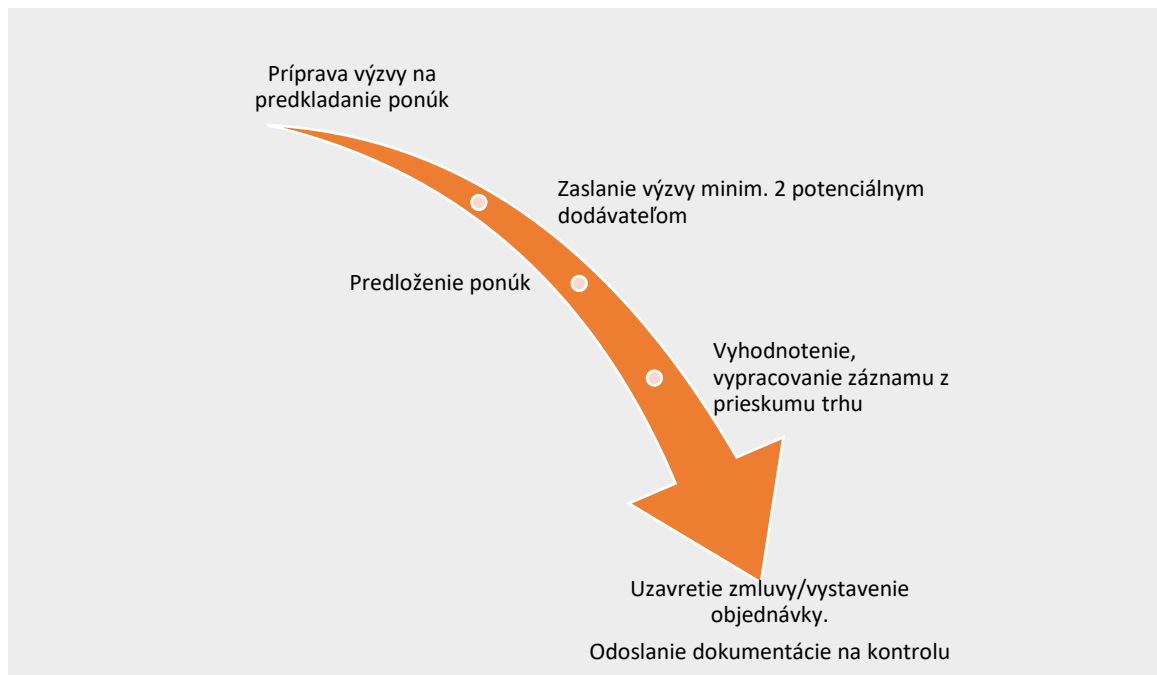 Príprava výzvy na
predkladanie ponúk
Zaslanie výzvy minim. 2 potenciálnym
dodávateľom
Predloženie ponúk
Vyhodnotenie,
vypracovanie záznamu z
prieskumu trhu
Uzavretie zmluvy/vystavenie
objednávky.
Odoslanie dokumentácie na kontrolu